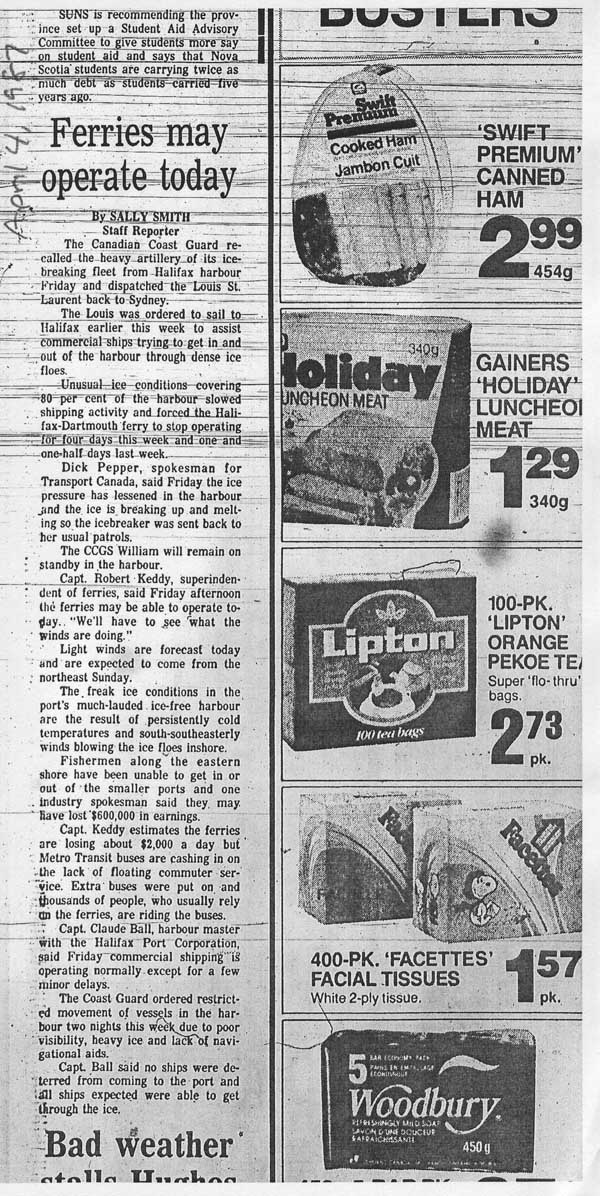 SUNS is recommending the prov-
ince set up a Student Aid Advisory
Committee to give students more say
on student aid and says that Nova
Scotia students are carrying twice as
much debt as students carried five
years ago.
April 4, 1987
Ferries may
operate today
By SALLY SMITH
Staff Reporter
The Canadian Coast Guard re-
called the heavy artillery of its ice-
breaking fleet from Halifax harbour
Friday and dispatched the Louis St.
Laurent back to Sydney.
The Louis was ordered to sail to
Halifax earlier this week to assist
commercial ships trying to get in and
out of the harbour through dense ice
floes.
Unusual ice conditions covering
80 per cent of the harbour slowed
shipping activity and forced the Hali-
fax-Dartmouth ferry to stop operating
for four days this week and one and
one-half days last week.
Dick Pepper, spokesman for
Transport Canada, said Friday the ice
pressure has lessened in the harbour
and the ice is breaking up and melt-
ing so the icebreaker was sent back to
her usual patrols.
The CCGS William will remain on
standby in the harbour.
Capt. Robert Keddy, superinten-
dent of ferries, said Friday afternoon
the ferries may be able to operate to-
day. "We'll have to see what the
winds are doing."
Light winds are forecast today
and are expected to come from the
northeast Sunday.
The freak ice conditions in the
port's much-lauded ice-free harbour
are the result of persistently cold
temperatures and south-southeasterly
winds blowing the ice floes inshore.
Fishermen along the eastern
shore have been unable to get in or
out of the smaller ports and one
industry spokesman said they may
have lost $600,000 in earnings.
Capt. Keddy estimates the ferries
are losing about $2,000 a day but
Metro Transit buses are cashing in on
the lack of floating commuter ser-
vice. Extra buses were put on and
thousands of people, who usually rely
on the ferries, are riding the buses.
Capt. Claude Ball, harbour master
with the Halifax Port Corporation,
said Friday commercial shipping is
operating normally except for a few
minor delays.
The Coast Guard ordered restrict-
ed movement of vessels in the har-
bour two nights this week due to poor
visibility, heavy ice and lack of navi-
gational aids.
Capt. Ball said no ships were de-
terred from coming to the port and
all ships expected were able to get
through the ice.
Bad weather
stalls Hughes
BUSTERS
Swift
Premium
Cooked Ham
Jambon Cuit
'SWIFT
PREMIUM'
CANNED
HAM
2.99
454g
340g
Holiday
LUNCHEON MEAT
GAINERS
'HOLIDAY'
LUNCHEO
MEAT
1.29
340g
Lipton
100 tea bags
100-PK.
'LIPTON'
ORANGE
PEKOE TEA
Super 'flo-thru'
bags.
2.73
pk.
Facettes
400-PK. 'FACETTES'
FACIAL TISSUES
White 2-ply tissue.
1.57
pk.
5
BAR ECONOMY PACK
Woodbury
REFRESHINGLY MILD SOAP
SAVON D'UNE DOUCEUR
RAFRAICHISSANTE
450 g